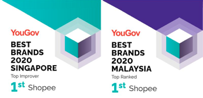 YouGov
BEST
BRANDS
2020
SINGAPORE
Top Improver
1st Shopee
YouGov
BEST
BRANDS
2020
MALAYSIA
Top Ranked
1st Shopee